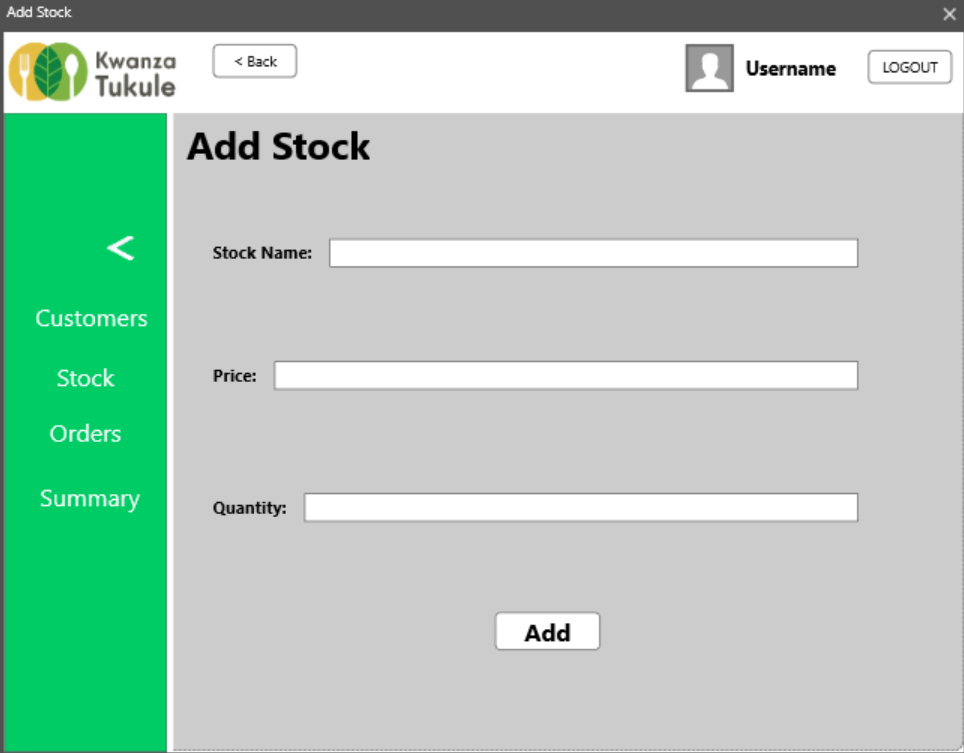 Add Stock
Kwanza
Tukule
< Back
Username
LOGOUT
Add Stock
<
Customers
Stock
Orders
Summary
Stock Name:
Price:
Quantity:
Add